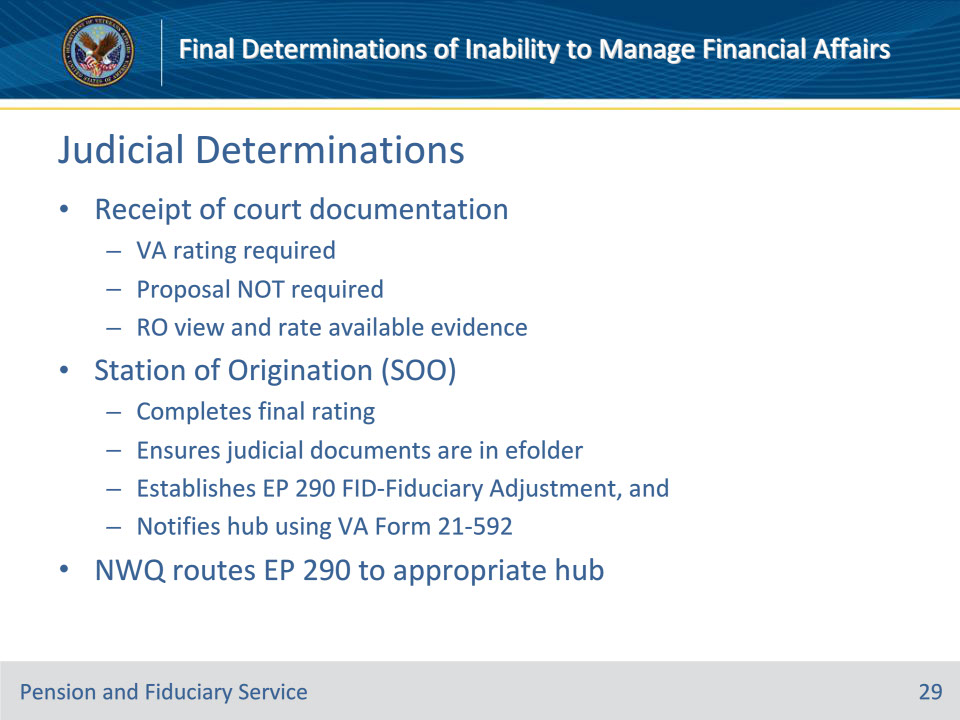 Final Determinations of Inability to Manage Financial Affairs
Judicial Determinations
• Receipt of court documentation
– VA rating required
– Proposal NOT required
– RO view and rate available evidence
• Station of Origination (SOO)
– Completes final rating
– Ensures judicial documents are in efolder
– Establishes EP 290 FID-Fiduciary Adjustment, and
– Notifies hub using VA Form 21-592
• NWQ routes EP 290 to appropriate hub
Pension and Fiduciary Service
29